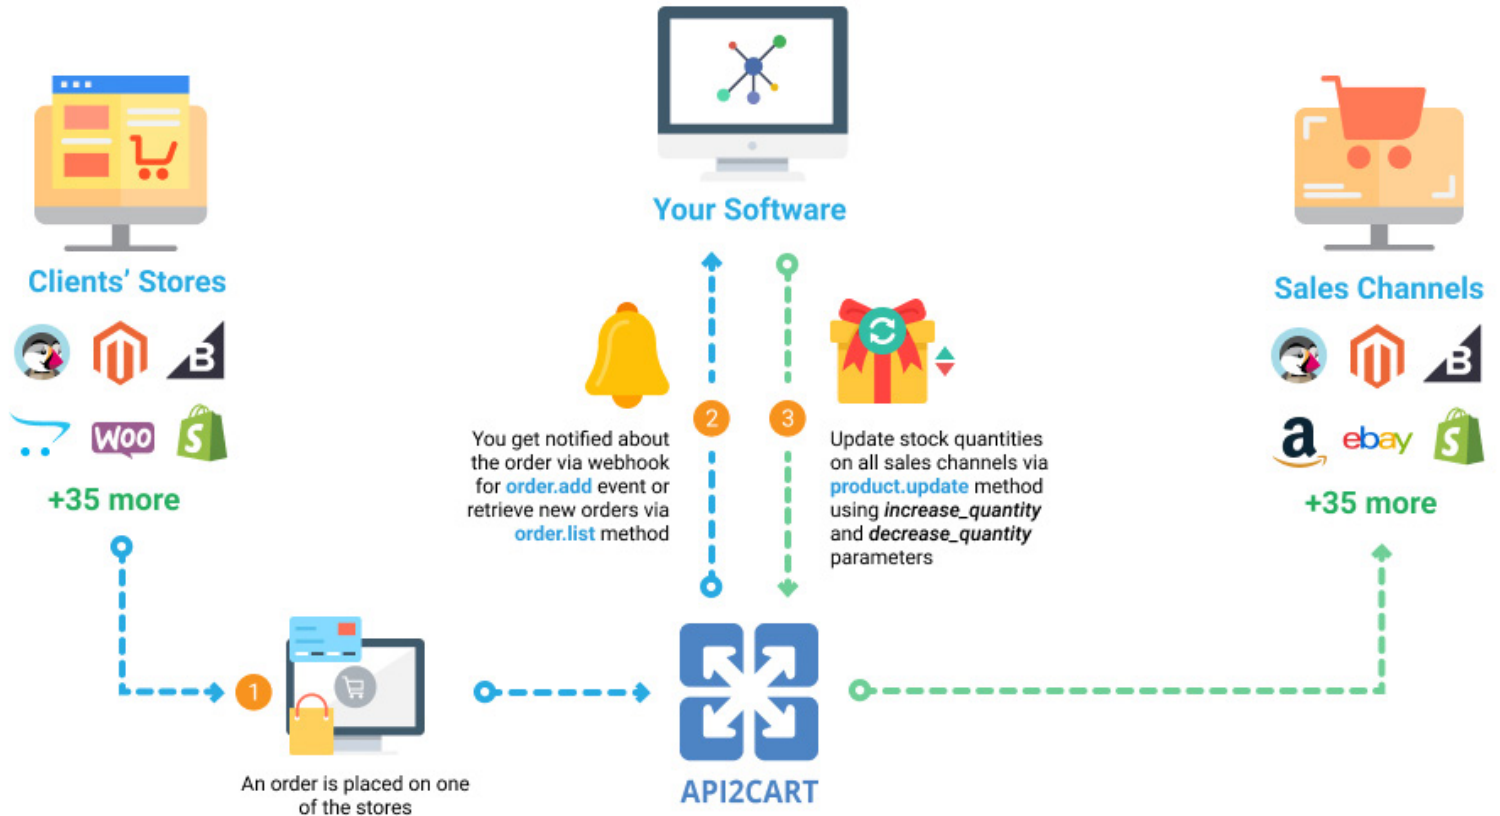 Your Software
Clients’ Stores
B
WOO
S
+35 more
Sales Channels
B
a
ebay
S
+35 more
2
You get notified about
the order via webhook
for order.add event or
retrieve new orders via
order.list method
3
Update stock quantities
on all sales channels via
product.update method
using increase_quantity
and decrease_quantity
parameters
1
An order is placed on one
of the stores
API2CART